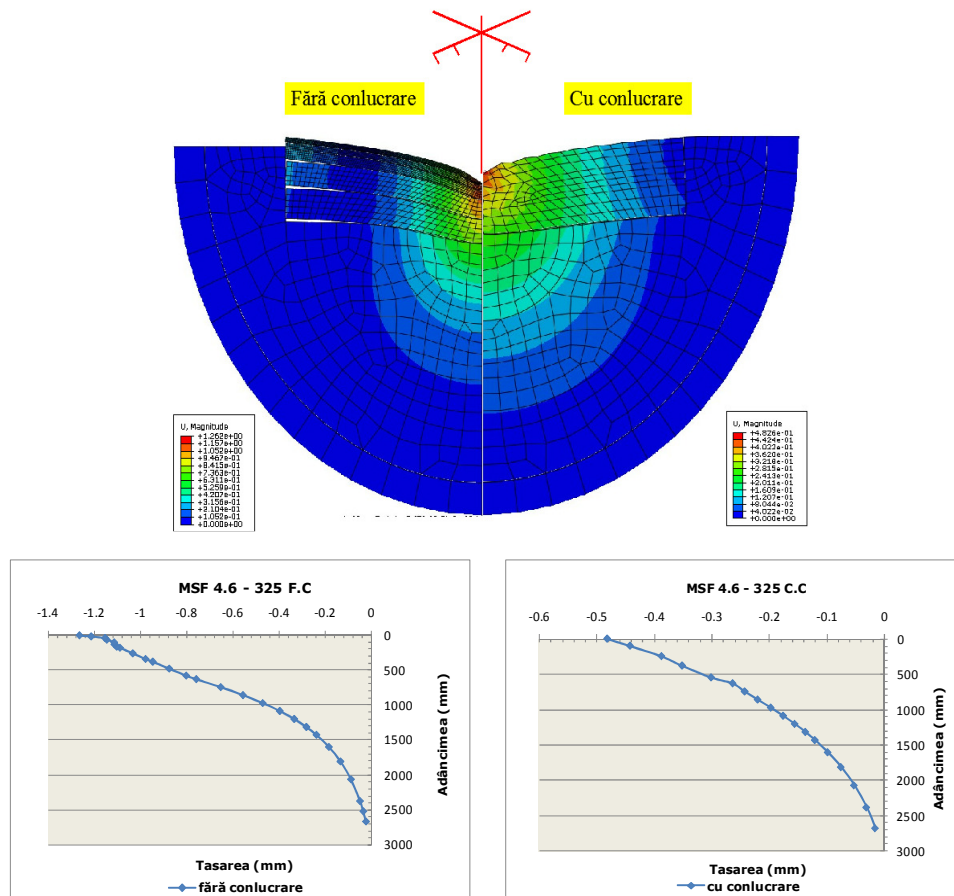 Fără conlucrare
Cu conlucrare
U, Magnitude
+1.262e+00
+1.157e+00
+1.052e+00
+9.467e-01
+8.415e-01
+7.363e-01
+6.311e-01
+5.259e-01
+4.207e-01
+3.156e-01
+2.104e-01
+1.052e-01
+0.000e+00
U, Magnitude
+4.826e-01
+4.424e-01
+4.022e-01
+3.620e-01
+3.218e-01
+2.815e-01
+2.413e-01
+2.011e-01
+1.609e-01
+1.207e-01
+8.044e-02
+4.022e-02
+0.000e+00
MSF 4.6 - 325 F.C
-1.4 -1.2 -1 -0.8 -0.6 -0.4 -0.2 0
0
500
1000
1500
2000
2500
3000
Adâncimea (mm)
Tasarea (mm)
fără conlucrare
MSF 4.6 - 325 C.C
-0.6 -0.5 -0.4 -0.3 -0.2 -0.1 0
0
500
1000
1500
2000
2500
3000
Adâncimea (mm)
Tasarea (mm)
cu conlucrare